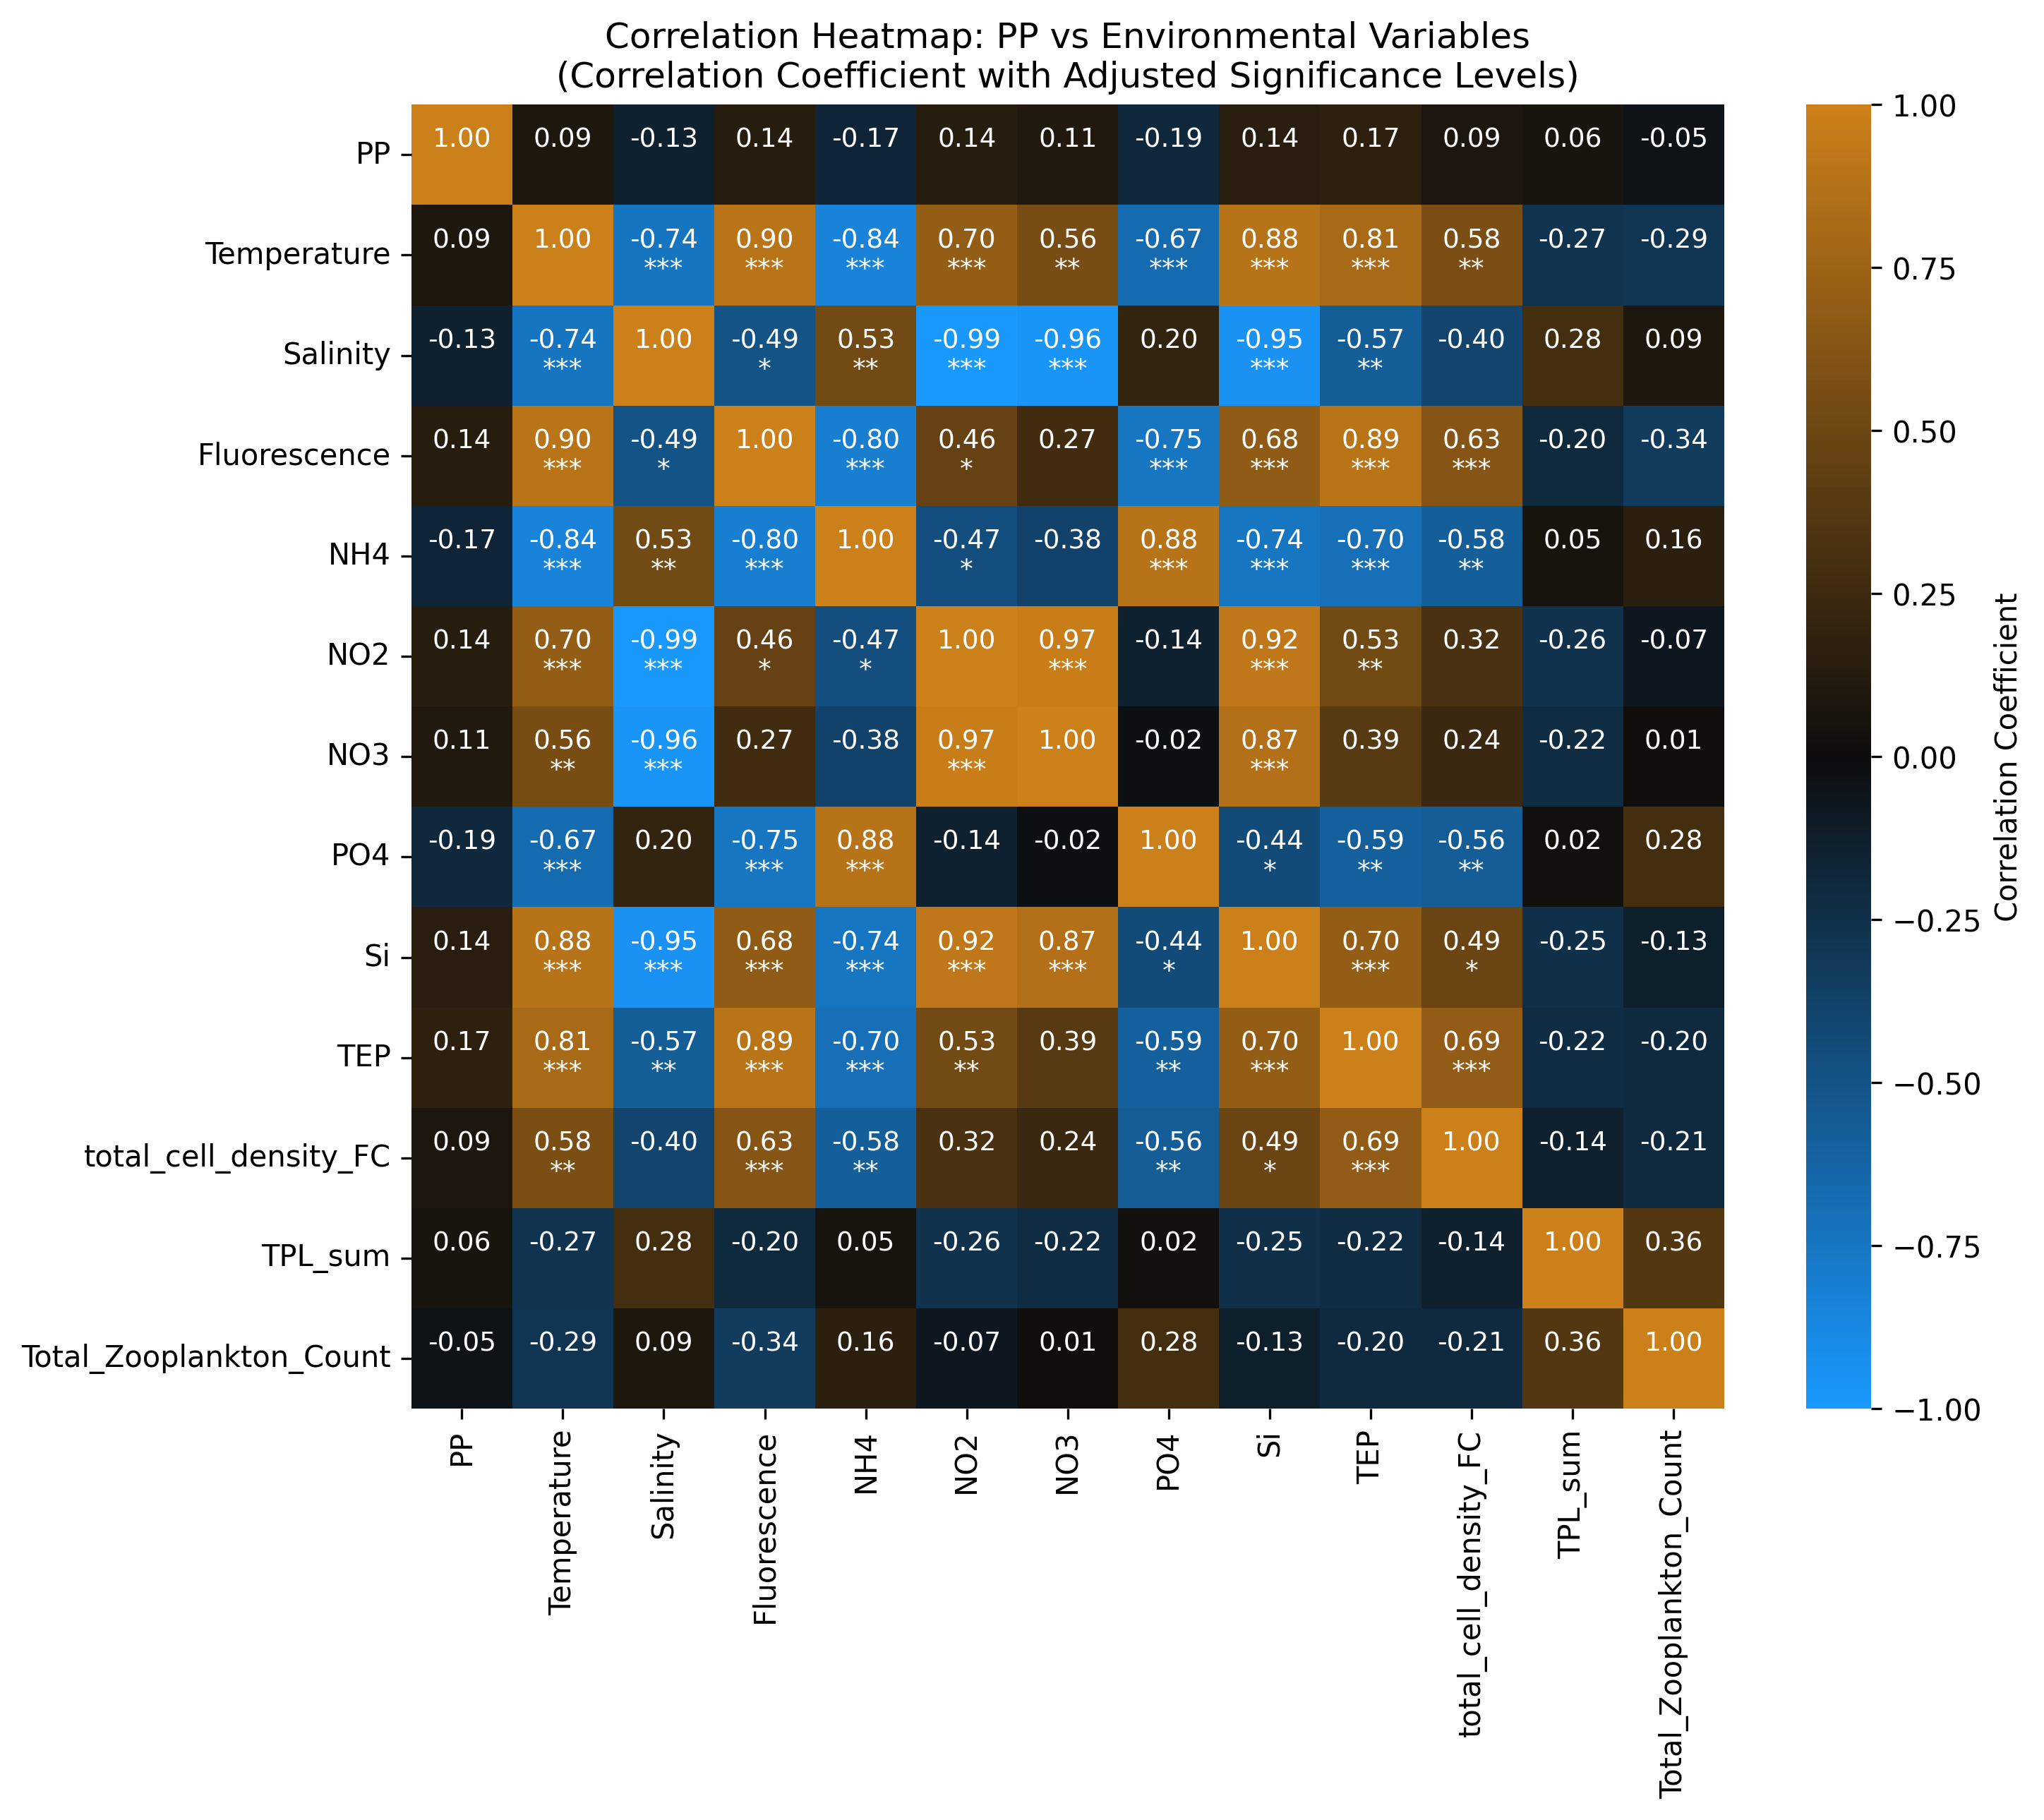 Correlation Heatmap: PP vs Environmental Variables
(Correlation Coefficient with Adjusted Significance Levels)
PP 1.00 0.09 -0.13 0.14 -0.17 0.14 0.11 -0.19 0.14 0.17 0.09 0.06 -0.05
Temperature 0.09 1.00 -0.74 0.90 -0.84 0.70 0.56 -0.67 0.88 0.81 0.58 -0.27 -0.29
*** *** *** *** ** *** *** *** **
Salinity -0.13 -0.74 1.00 -0.49 0.53 -0.99 -0.96 0.20 -0.95 -0.57 -0.40 0.28 0.09
*** * ** *** *** *** **
Fluorescence 0.14 0.90 -0.49 1.00 -0.80 0.46 0.27 -0.75 0.68 0.89 0.63 -0.20 -0.34
*** * *** * *** *** *** ***
NH4 -0.17 -0.84 0.53 -0.80 1.00 -0.47 -0.38 0.88 -0.74 -0.70 -0.58 0.05 0.16
*** ** *** * *** *** *** **
NO2 0.14 0.70 -0.99 0.46 -0.47 1.00 0.97 -0.14 0.92 0.53 0.32 -0.26 -0.07
*** *** * * *** *** **
NO3 0.11 0.56 -0.96 0.27 -0.38 0.97 1.00 -0.02 0.87 0.39 0.24 -0.22 0.01
** *** *** ***
PO4 -0.19 -0.67 0.20 -0.75 0.88 -0.14 -0.02 1.00 -0.44 -0.59 -0.56 0.02 0.28
*** *** *** * ** **
Si 0.14 0.88 -0.95 0.68 -0.74 0.92 0.87 -0.44 1.00 0.70 0.49 -0.25 -0.13
*** *** *** *** *** *** * *** *
TEP 0.17 0.81 -0.57 0.89 -0.70 0.53 0.39 -0.59 0.70 1.00 0.69 -0.22 -0.20
*** ** *** *** ** ** *** ***
total_cell_density_FC 0.09 0.58 -0.40 0.63 -0.58 0.32 0.24 -0.56 0.49 0.69 1.00 -0.14 -0.21
** *** ** ** * ***
TPL_sum 0.06 -0.27 0.28 -0.20 0.05 -0.26 -0.22 0.02 -0.25 -0.22 -0.14 1.00 0.36
Total_Zooplankton_Count -0.05 -0.29 0.09 -0.34 0.16 -0.07 0.01 0.28 -0.13 -0.20 -0.21 0.36 1.00
PP
Temperature
Salinity
Fluorescence
NH4
NO2
NO3
PO4
Si
TEP
total_cell_density_FC
TPL_sum
Total_Zooplankton_Count
1.00
0.75
0.50
0.25
0.00
−0.25
−0.50
−0.75
−1.00
Correlation Coefficient